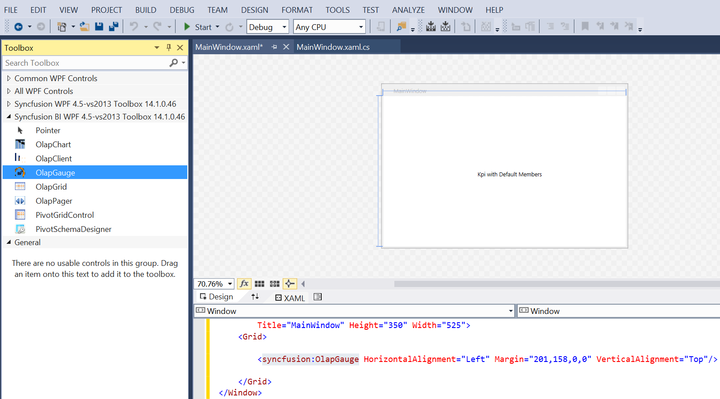 FILE EDIT VIEW PROJECT BUILD DEBUG TEAM DESIGN FORMAT TOOLS TEST ANALYZE WINDOW HELP
Start Debug Any CPU
Toolbox
MainWindow.xaml* MainWindow.xaml.cs
Search Toolbox
Common WPF Controls
All WPF Controls
Syncfusion WPF 4.5-vs2013 Toolbox 14.1.0.46
Syncfusion BI WPF 4.5-vs2013 Toolbox 14.1.0.46
Pointer
OlapChart
OlapClient
OlapGauge
OlapGrid
OlapPager
PivotGridControl
PivotSchemaDesigner
General
There are no usable controls in this group. Drag
an item onto this text to add it to the toolbox.
MainWindow
Kpi with Default Members
70.76% fx
Design XAML
Window Window
Title="MainWindow" Height="350" Width="525">
<Grid>
<syncfusion:OlapGauge HorizontalAlignment="Left" Margin="201,158,0,0" VerticalAlignment="Top"/>
</Grid>
</Window>